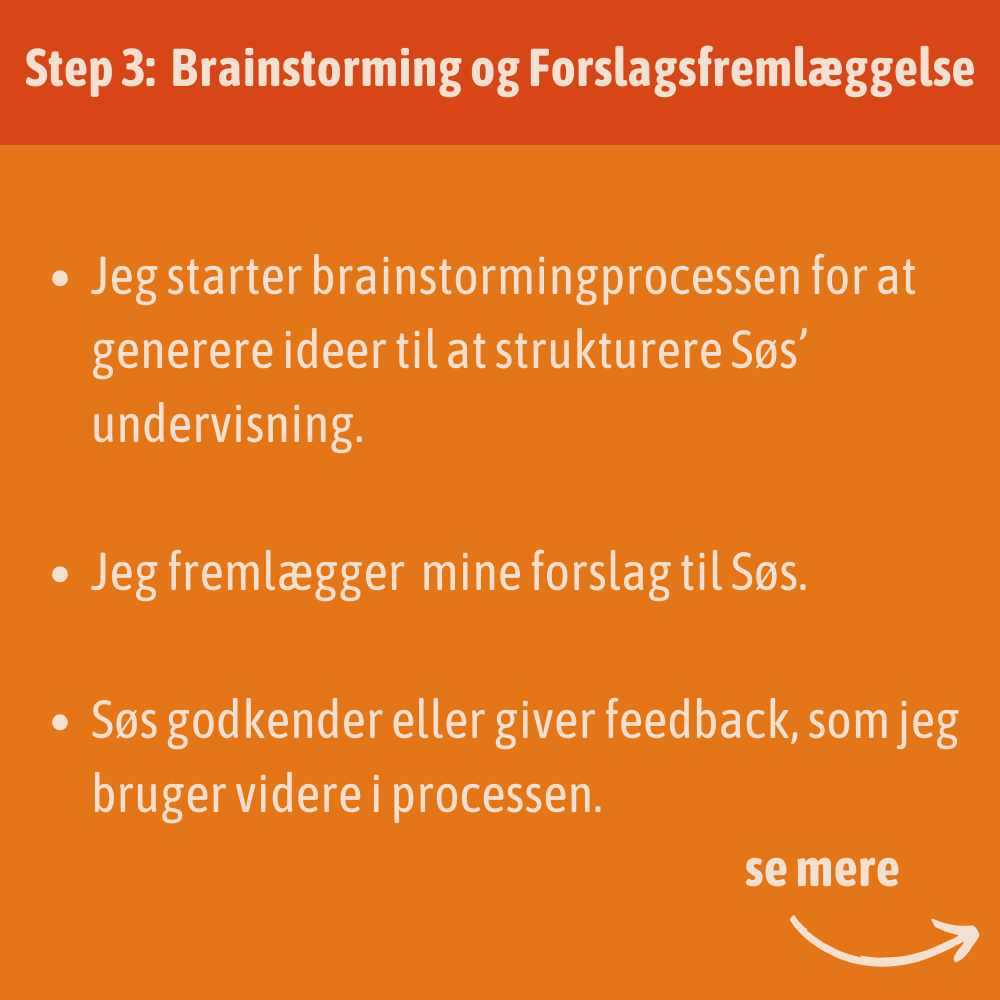 Step 3: Brainstorming og Forslagsfremlæggelse
• Jeg starter brainstormingprocessen for at
generere ideer til at strukturere Søs’
undervisning.
• Jeg fremlægger mine forslag til Søs.
• Søs godkender eller giver feedback, som jeg
bruger videre i processen.
se mere